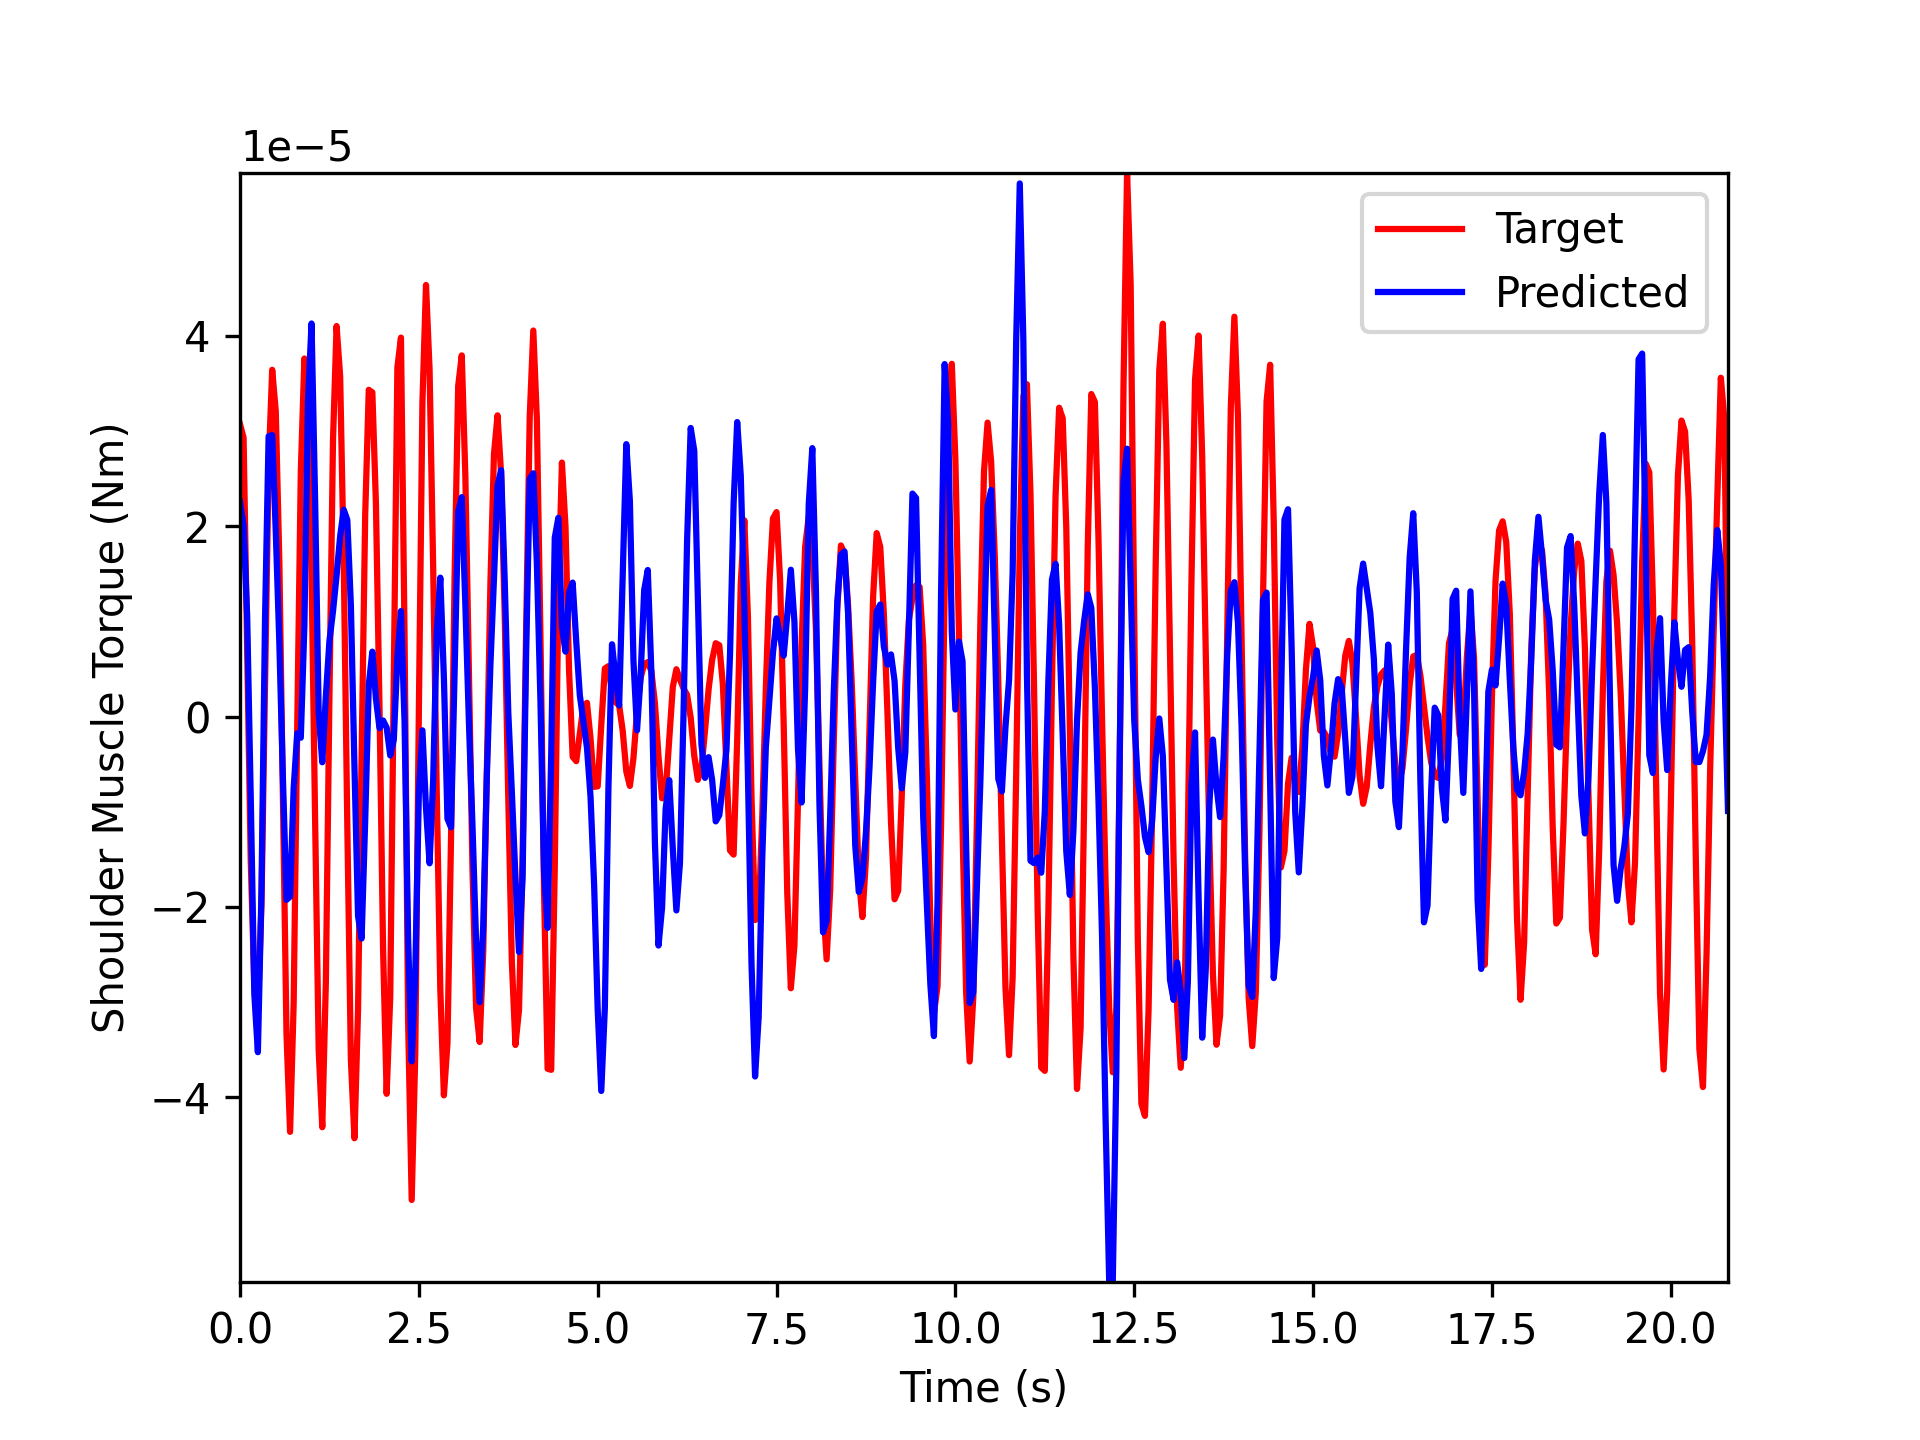 1e−5
Target
Predicted
Shoulder Muscle Torque (Nm)
4
2
0
−2
−4
0.0 2.5 5.0 7.5 10.0 12.5 15.0 17.5 20.0
Time (s)